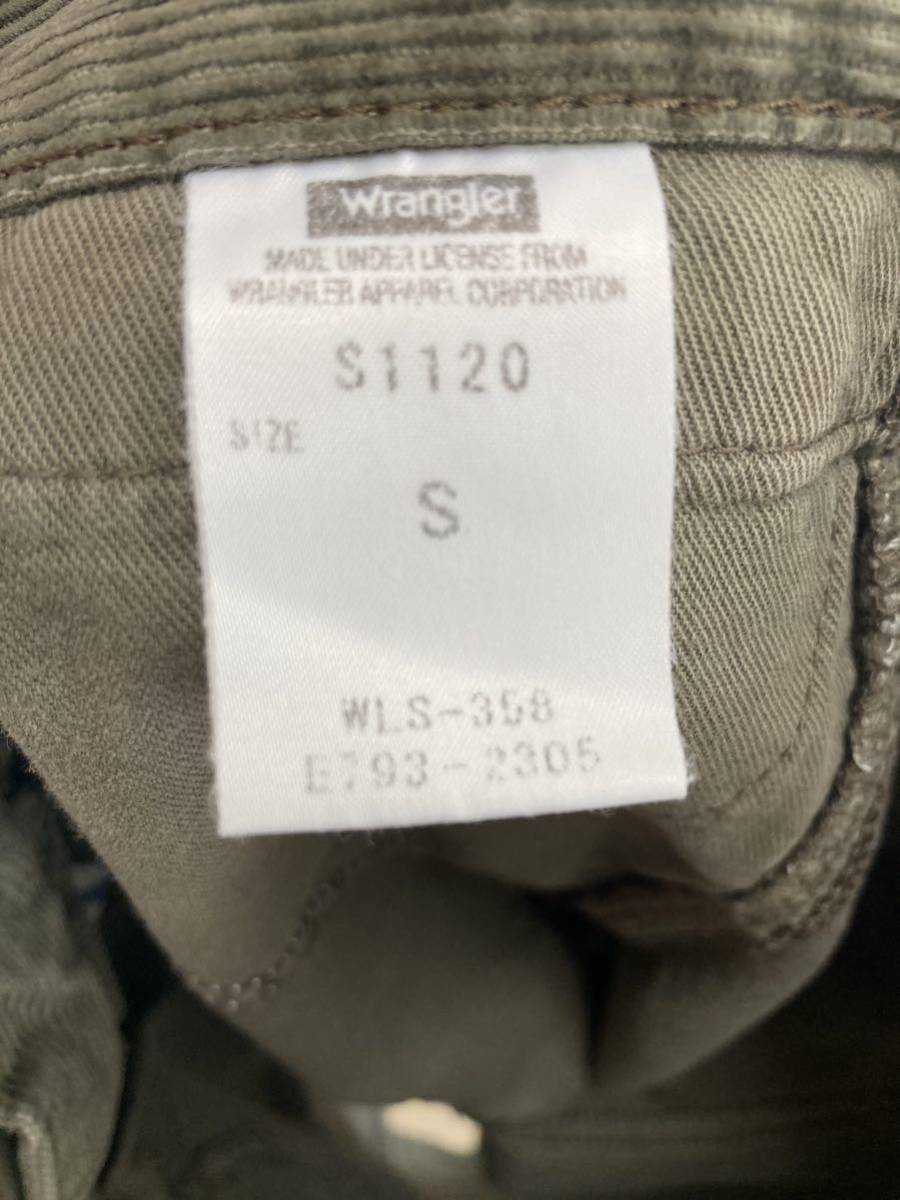 Wrangler
MADE UNDER LICENSE FROM
WRANGLER APPAREL CORPORATION
S1120
SIZE
S
WLS-358
E793-2305